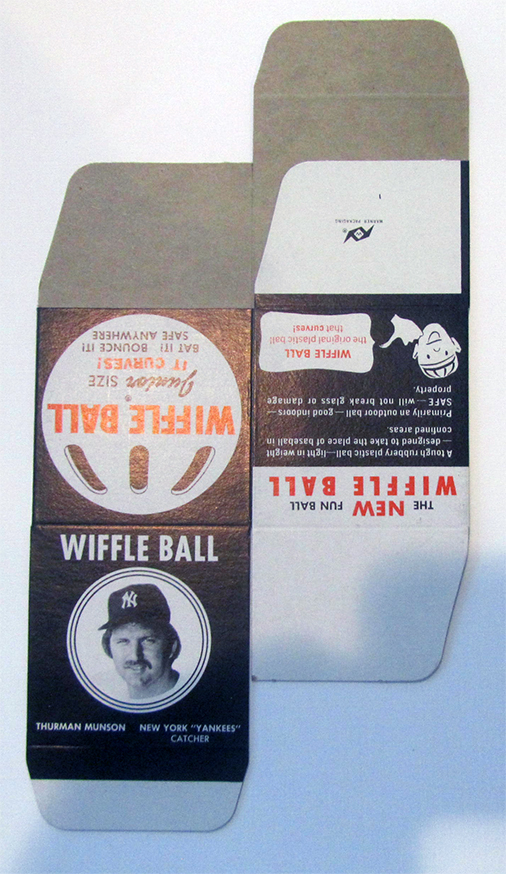 WIFFLE BALL
NY
THURMAN MUNSON NEW YORK "YANKEES"
CATCHER
WIFFLE BALL
Junior SIZE
IT CURVES!
BAT IT! BOUNCE IT!
SAFE ANYWHERE
THE NEW FUN BALL
WIFFLE BALL
A tough rubbery plastic ball—light in weight
— designed to take the place of baseball in
confined areas.
Primarily an outdoor ball — good indoors —
SAFE — will not break glass or damage
property.
WIFFLE BALL
the original plastic ball
that curves!
WARNER PACKAGING
1